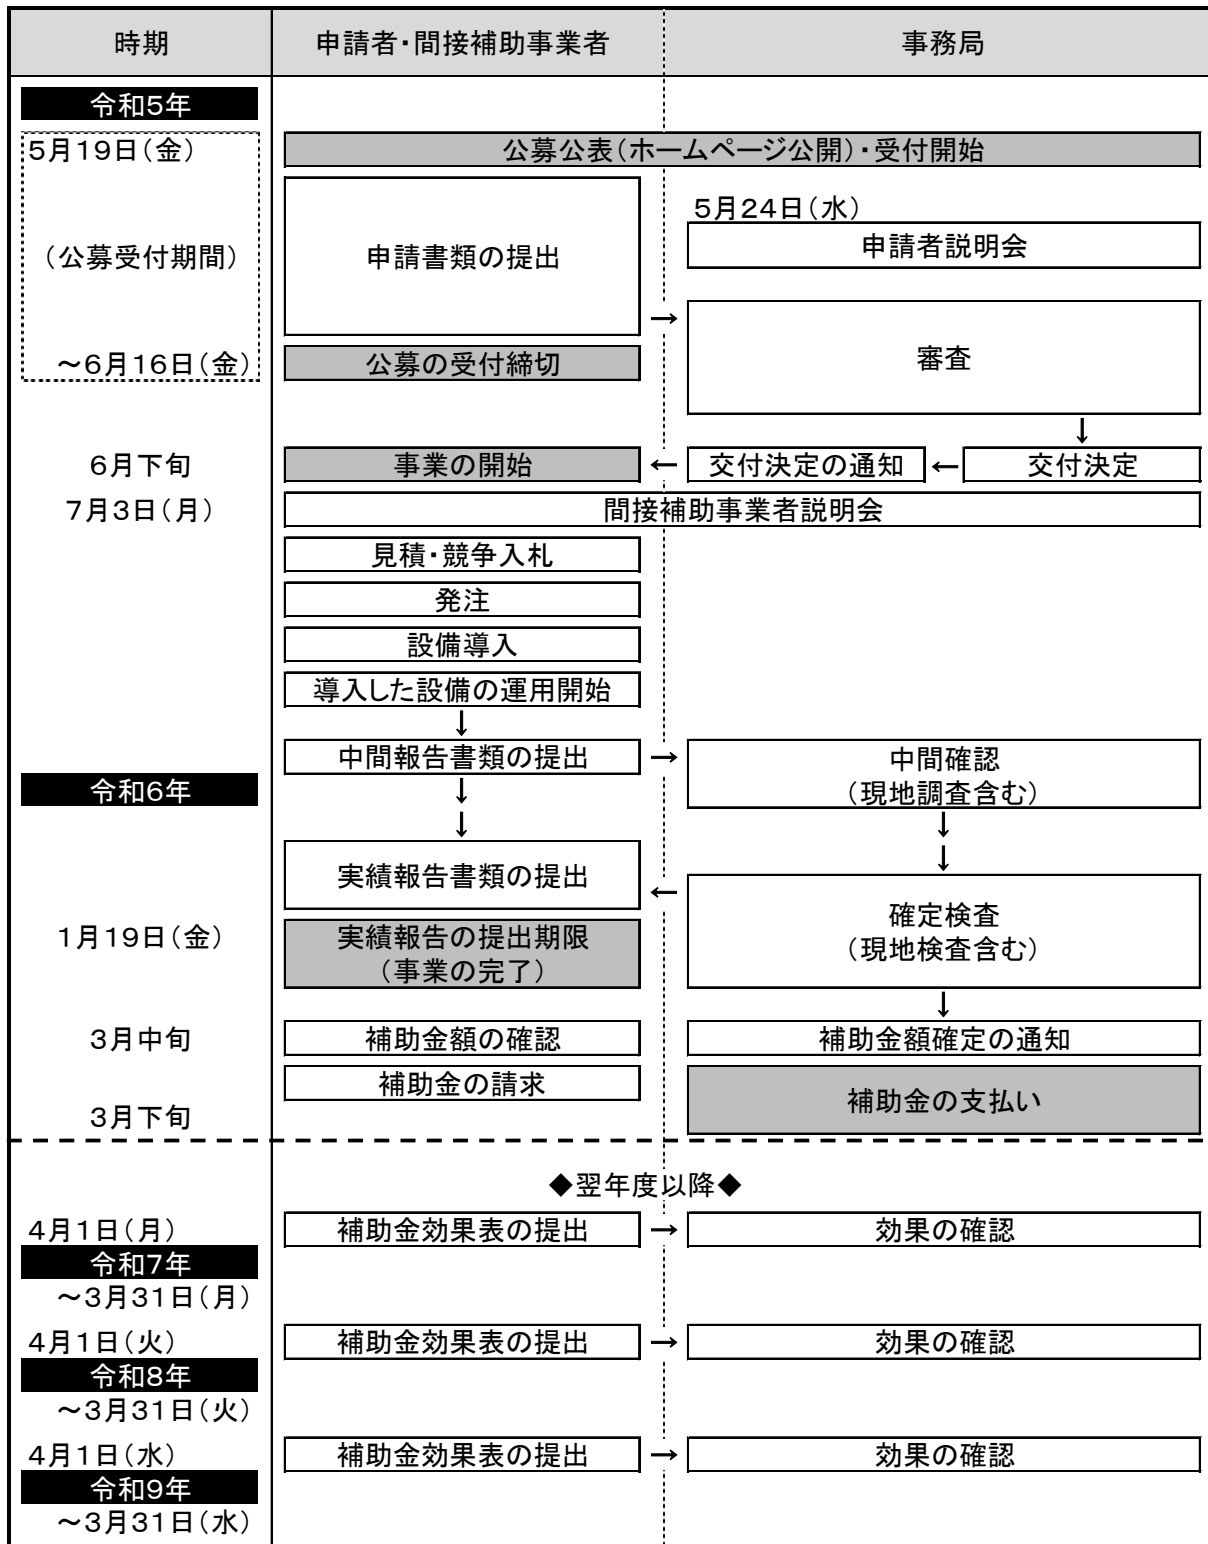 時期 申請者・間接補助事業者 事務局
令和5年
5月19日(金) 公募公表(ホームページ公開)・受付開始
5月24日(水)
(公募受付期間) 申請書類の提出 申請者説明会
→
~6月16日(金) 公募の受付締切 審査
↓
6月下旬 事業の開始 ← 交付決定の通知 ← 交付決定
7月3日(月) 間接補助事業者説明会
見積・競争入札
発注
設備導入
導入した設備の運用開始
↓
中間報告書類の提出 → 中間確認
令和6年 ↓ (現地調査含む)
↓ ↓
↓
実績報告書類の提出 ←
確定検査
1月19日(金) 実績報告の提出期限 (現地検査含む)
(事業の完了)
↓
3月中旬 補助金額の確認 補助金額確定の通知
補助金の請求 補助金の支払い
3月下旬
◆翌年度以降◆
4月1日(月) 補助金効果表の提出 → 効果の確認
令和7年
~3月31日(月)
4月1日(火) 補助金効果表の提出 → 効果の確認
令和8年
~3月31日(火)
4月1日(水) 補助金効果表の提出 → 効果の確認
令和9年
~3月31日(水)